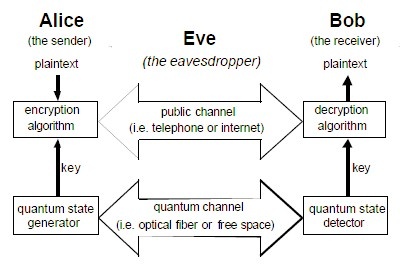 Alice
(the sender)
plaintext
Eve
(the eavesdropper)
Bob
(the receiver)
plaintext
encryption
algorithm
public channel
(i.e. telephone or internet)
decryption
algorithm
key
key
quantum state
generator
quantum channel
(i.e. optical fiber or free space)
quantum state
detector